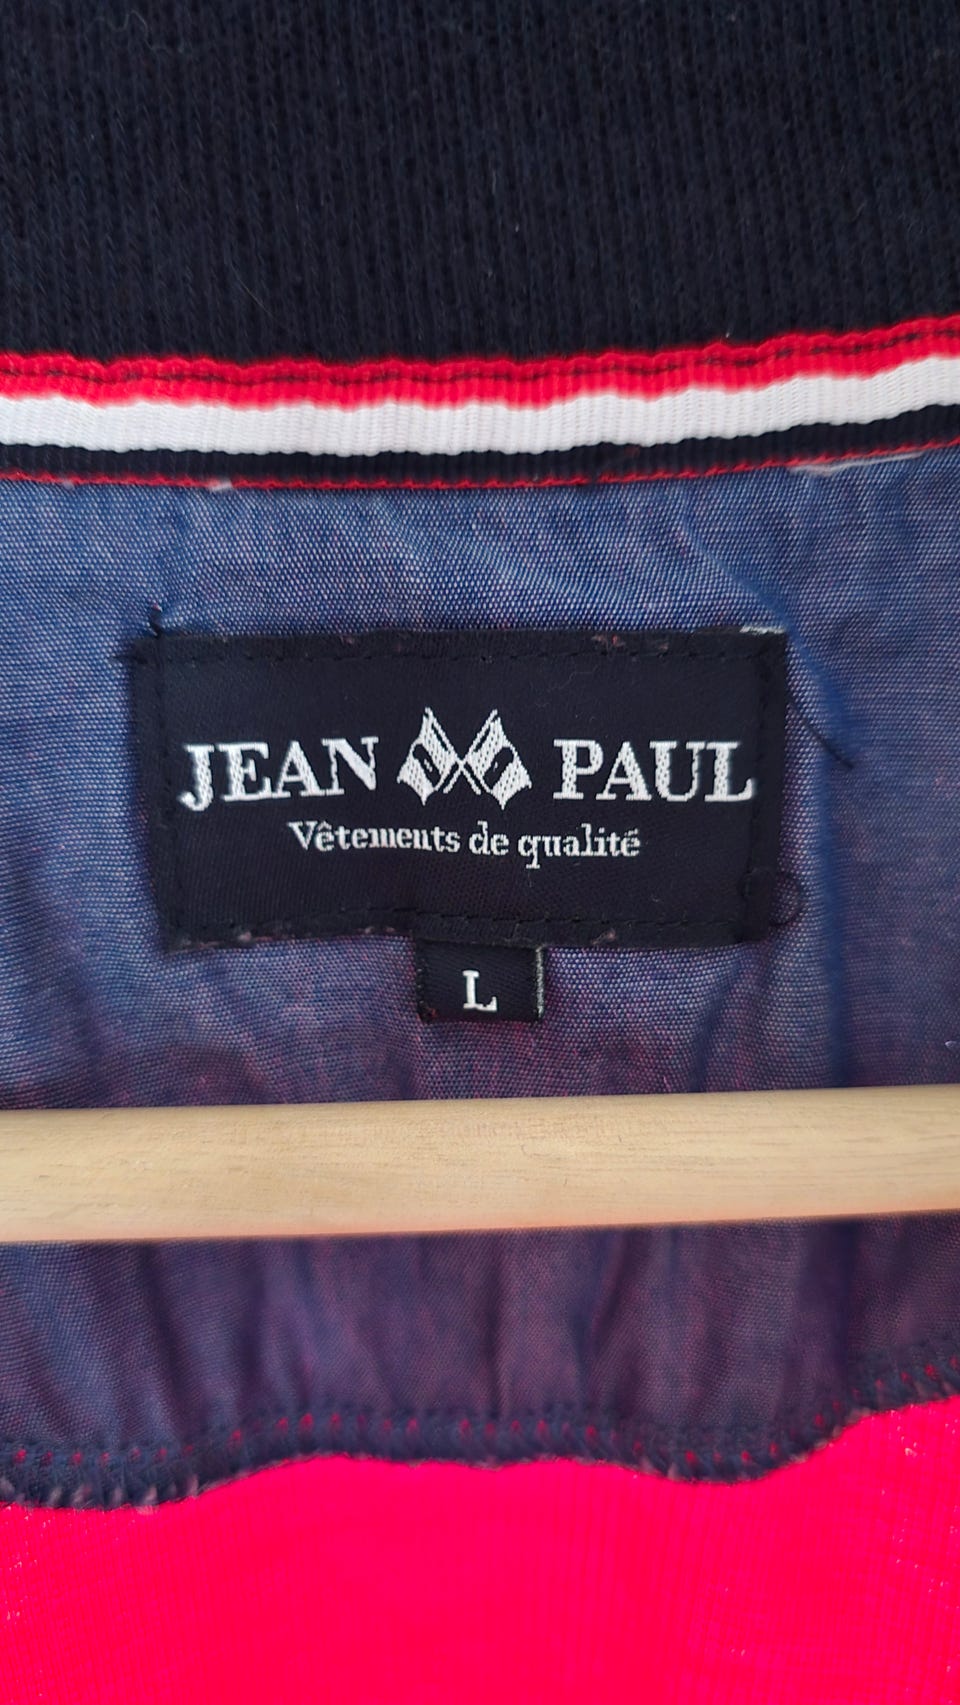 JEAN PAUL
Vêtements de qualité
L